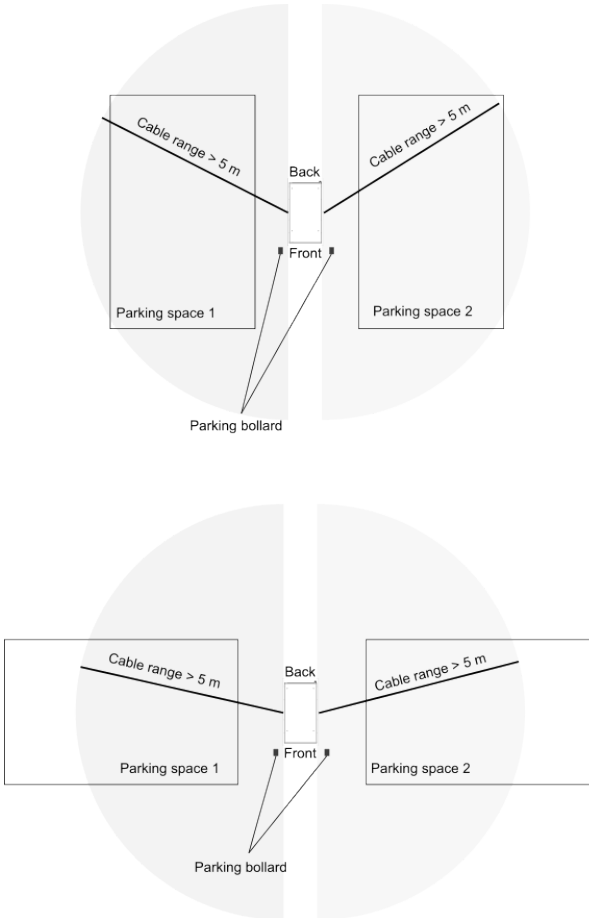 Cable range > 5 m
Cable range > 5 m
Back
Front
Parking space 1
Parking space 2
Parking bollard
Cable range > 5 m
Cable range > 5 m
Back
Front
Parking space 1
Parking space 2
Parking bollard